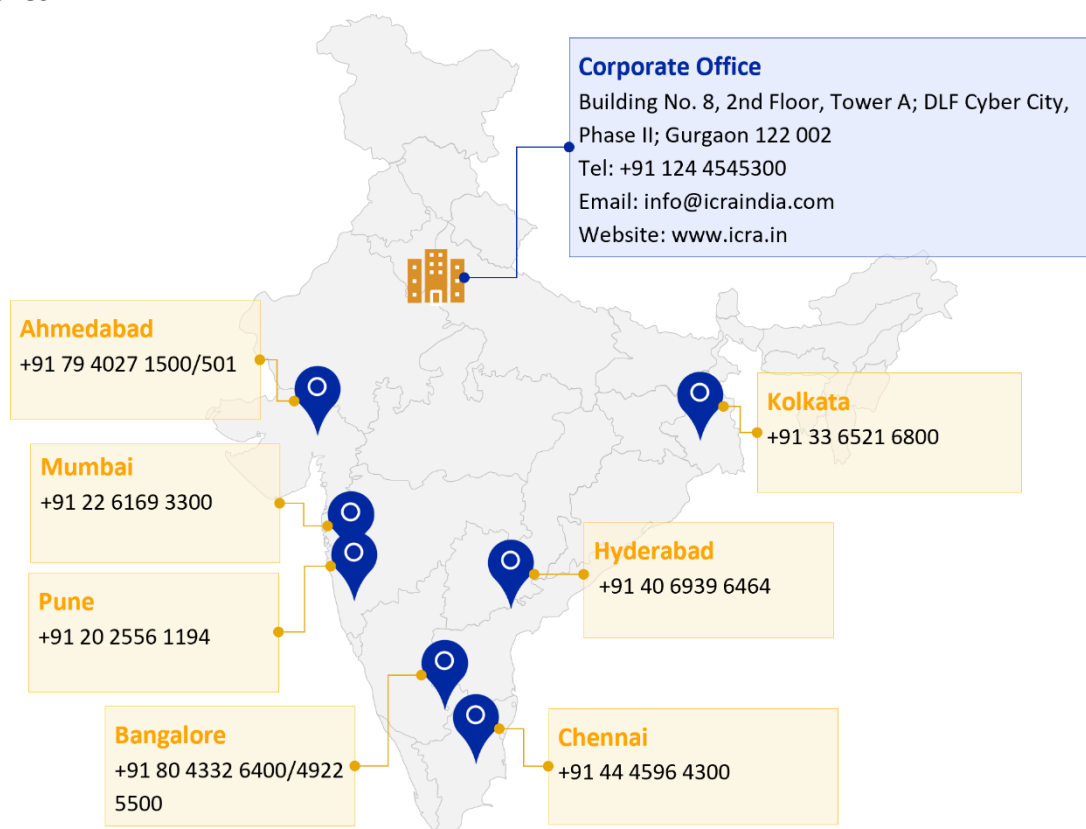 Corporate Office
Building No. 8, 2nd Floor, Tower A; DLF Cyber City,
Phase II; Gurgaon 122 002
Tel: +91 124 4545300
Email: info@icraindia.com
Website: www.icra.in
Ahmedabad
+91 79 4027 1500/501
Kolkata
+91 33 6521 6800
Mumbai
+91 22 6169 3300
Hyderabad
+91 40 6939 6464
Pune
+91 20 2556 1194
Bangalore
+91 80 4332 6400/4922
5500
Chennai
+91 44 4596 4300